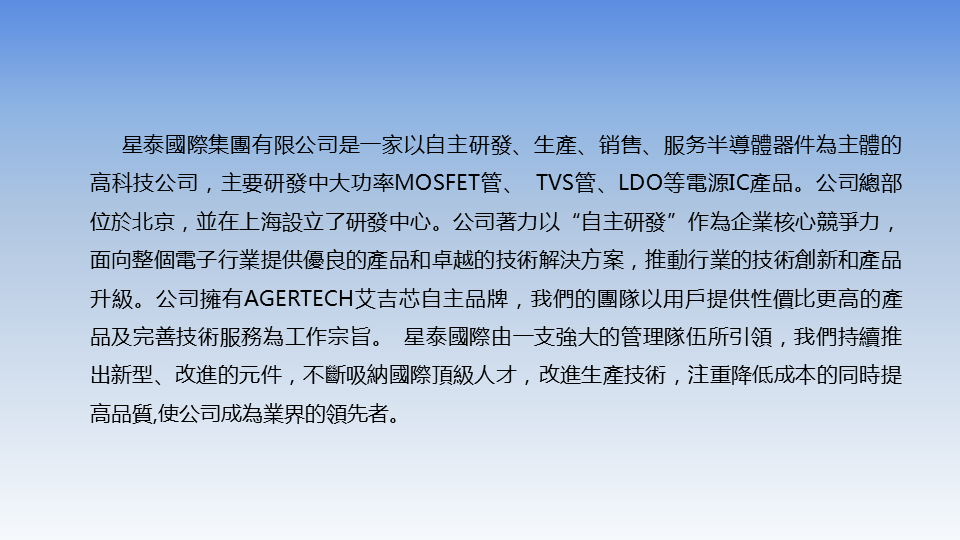 星泰國際集團有限公司是一家以自主研發、生產、销售、服务半導體器件為主體的
高科技公司，主要研發中大功率MOSFET管、 TVS管、LDO等電源IC產品。公司總部
位於北京，並在上海設立了研發中心。公司著力以“自主研發”作為企業核心競爭力，
面向整個電子行業提供優良的產品和卓越的技術解決方案，推動行業的技術創新和產品
升級。公司擁有AGERTECH艾吉芯自主品牌，我們的團隊以用戶提供性價比更高的產
品及完善技術服務為工作宗旨。 星泰國際由一支強大的管理隊伍所引領，我們持續推
出新型、改進的元件，不斷吸納國際頂級人才，改進生產技術，注重降低成本的同時提
高品質,使公司成為業界的領先者。